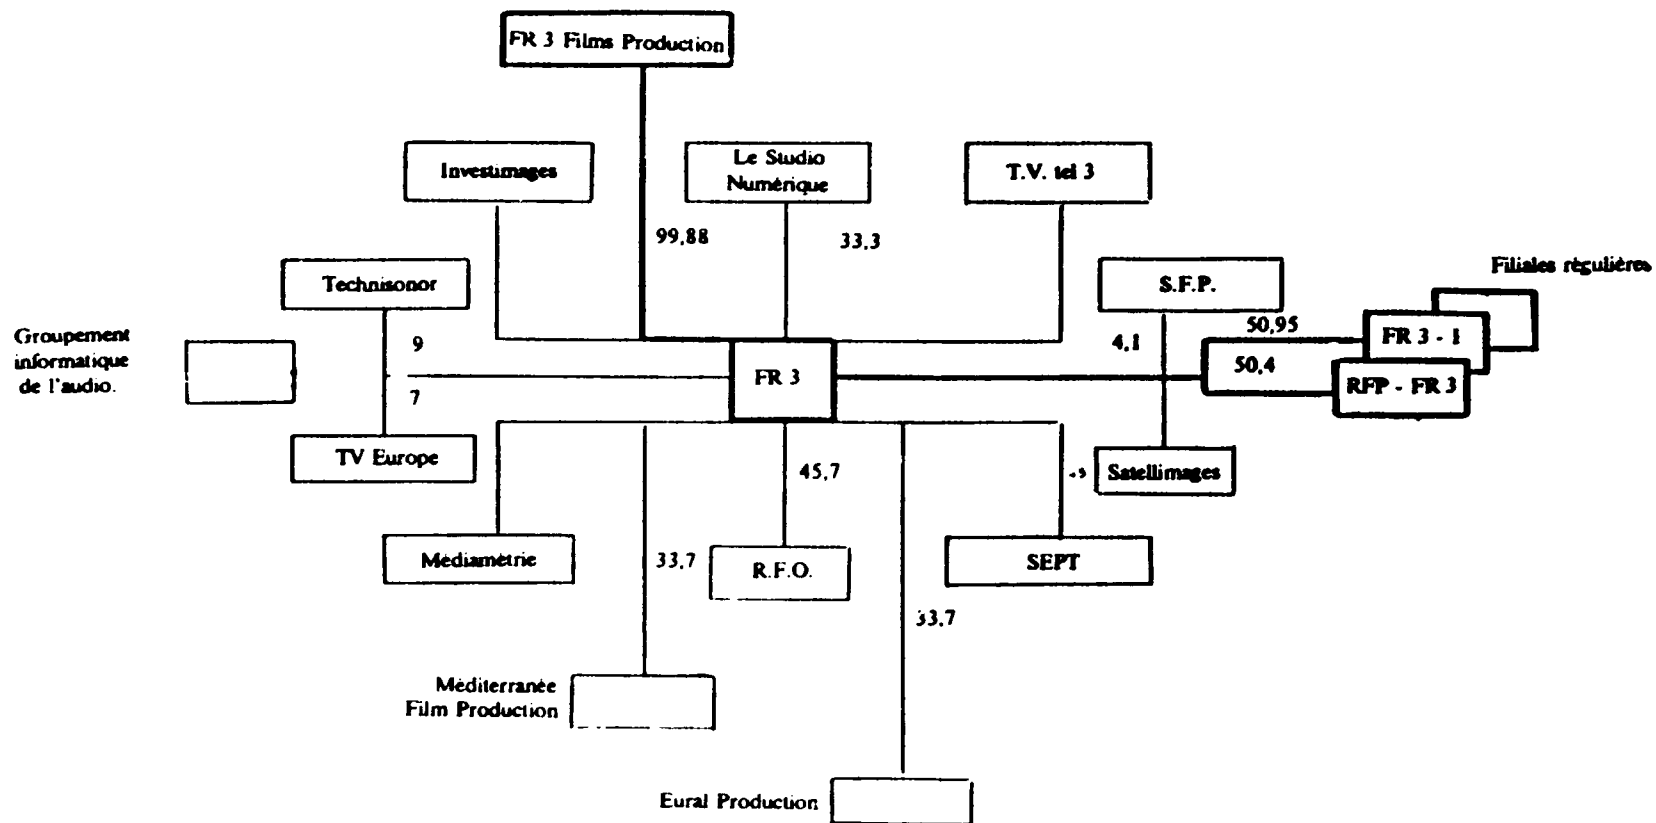 FR 3 Films Production
Investimages
Le Studio
Numérique
T.V. tel 3
99,88
33,3
Technisonor
S.F.P.
Filiales régulières
Groupement
informatique
de l'audio.
9
7
FR 3
4,1
50,95
50,4
FR 3 - 1
RFP - FR 3
TV Europe
45,7
Satellimages
Médiamétrie
33,7
R.F.O.
SEPT
33,7
Méditerranée
Film Production
Eural Production